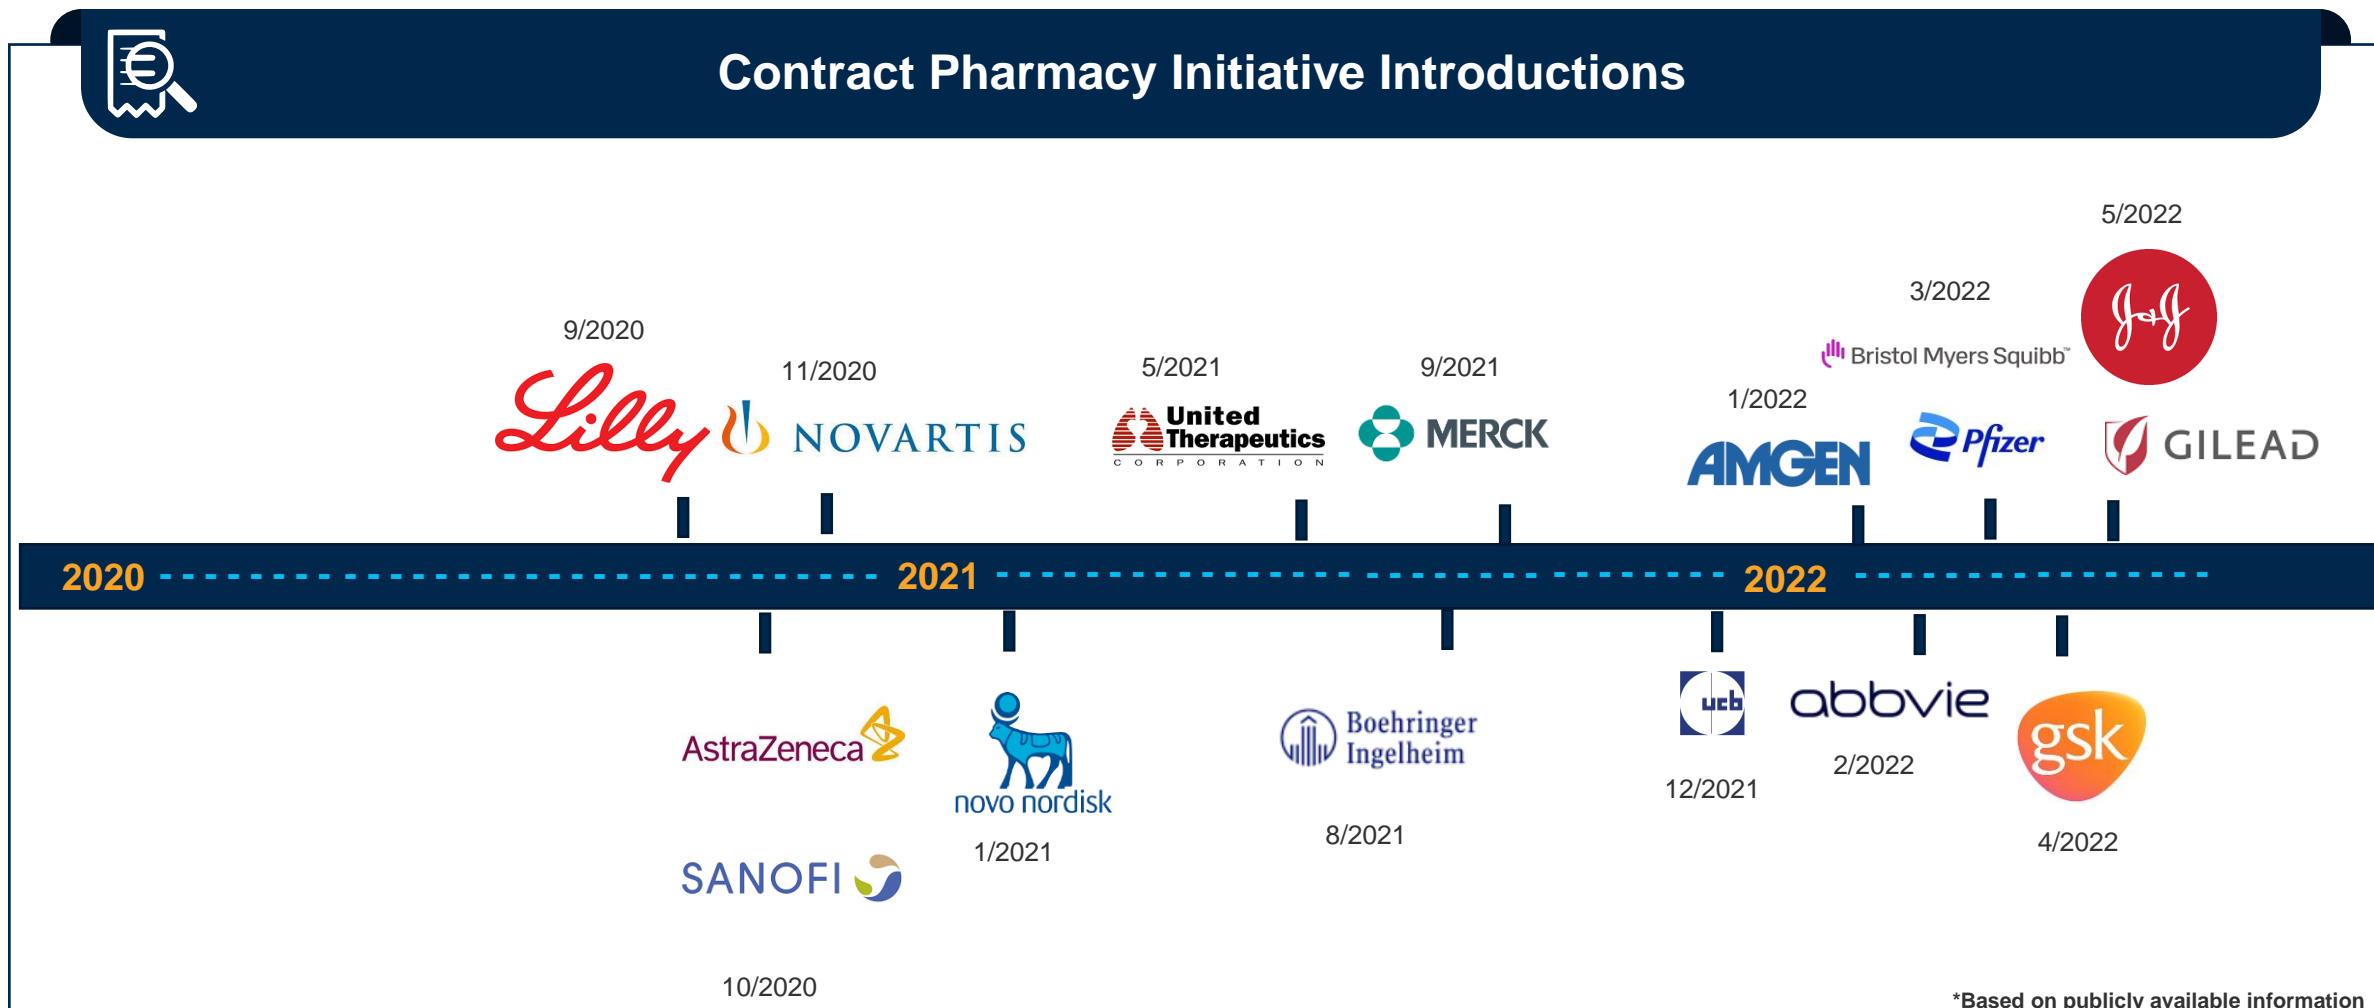 Contract Pharmacy Initiative Introductions
5/2022
J&J
3/2022
9/2020
Bristol Myers Squibb™
11/2020
5/2021
9/2021
1/2022
Lilly
NOVARTIS
United
Therapeutics
CORPORATION
MERCK
AMGEN
Pfizer
GILEAD
2020
2021
2022
AstraZeneca
novo nordisk
1/2021
Boehringer
Ingelheim
8/2021
ucb
12/2021
abbvie
2/2022
gsk
4/2022
SANOFI
10/2020
*Based on publicly available information